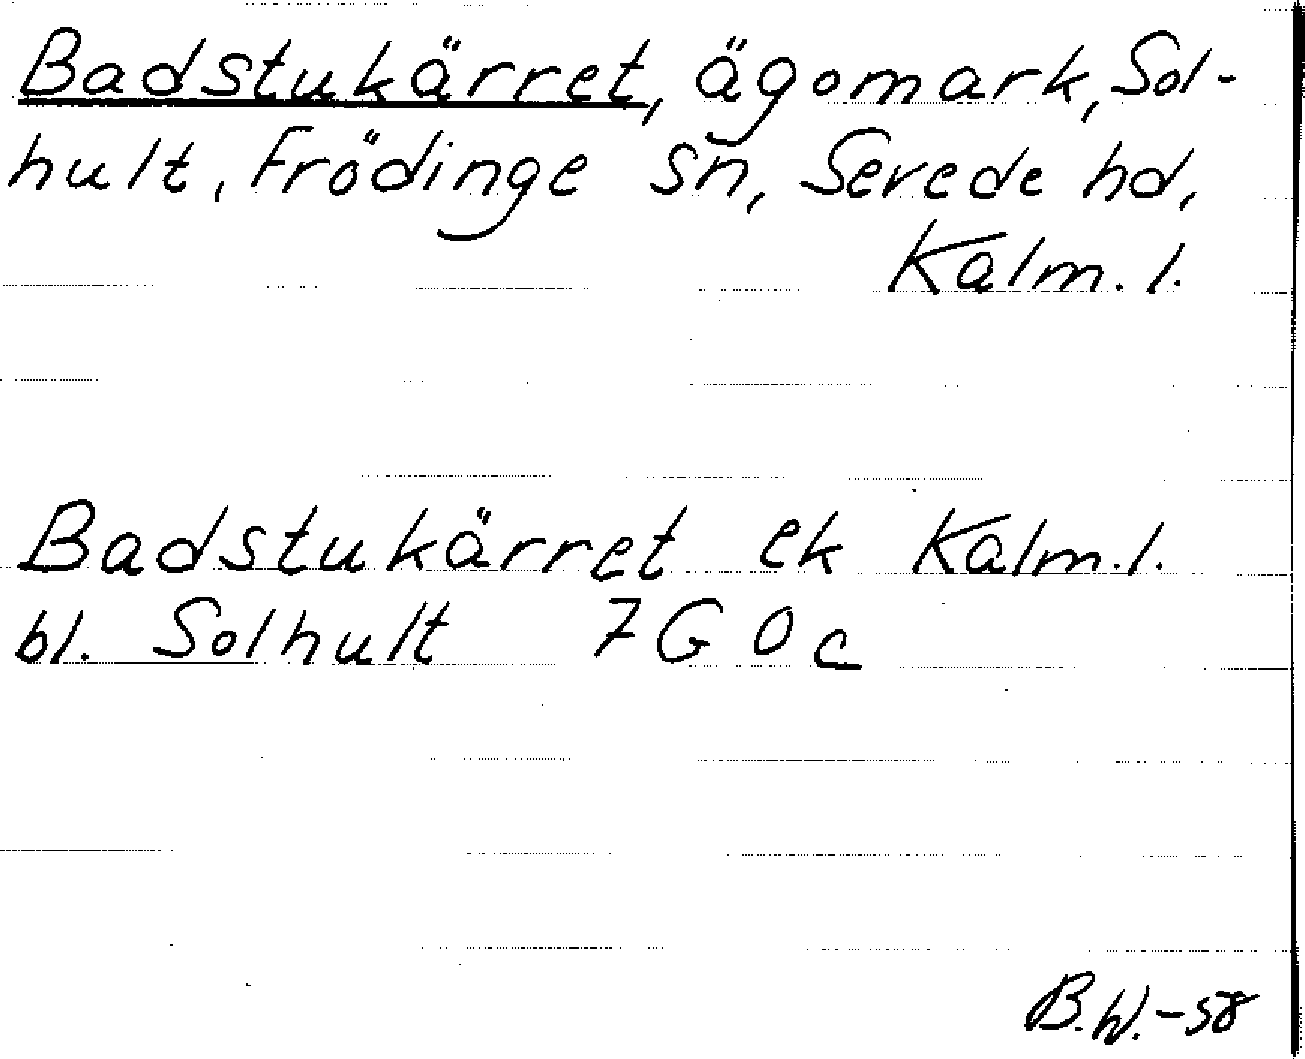 Badstukärret, ägomark, Sol-
hult, Frödinge sn, Sevede hd,
Kalm. l.
Badstukärret ek Kalm. l.
bl. Solhult 7G 0c
B.W.-58